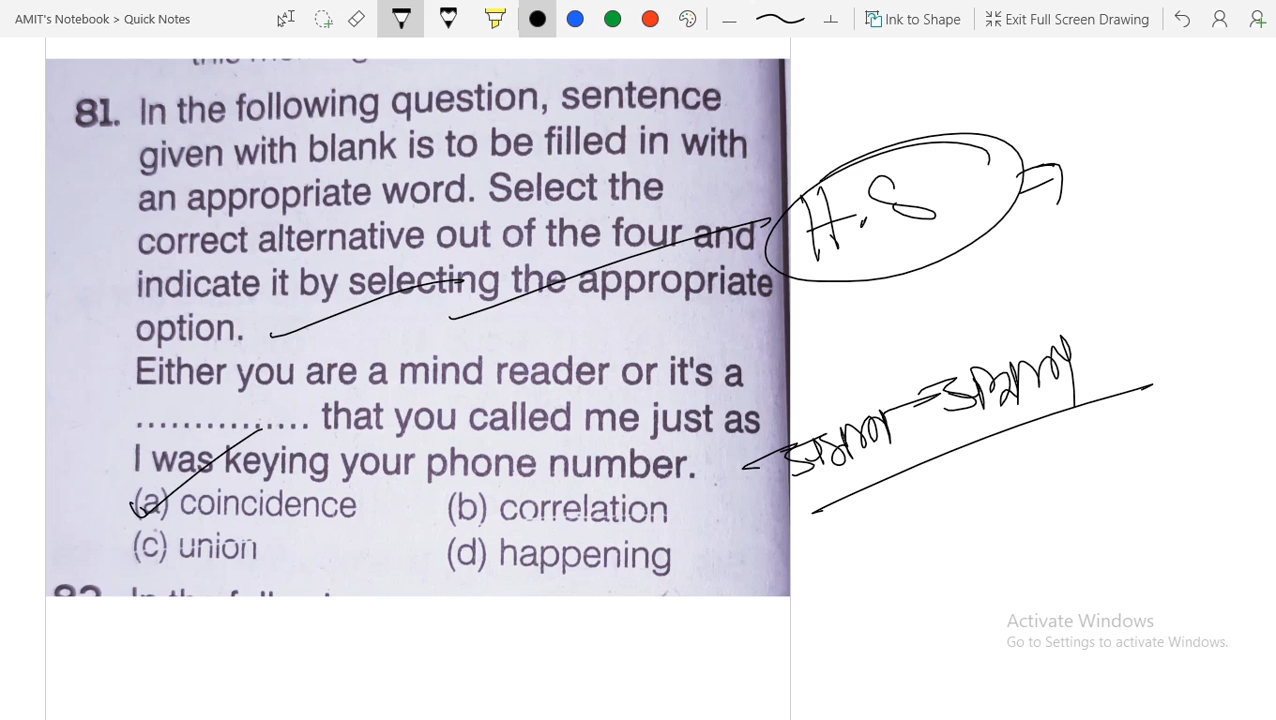 AMIT's Notebook > Quick Notes
Ink to Shape
Exit Full Screen Drawing
81. In the following question, sentence
given with blank is to be filled in with
an appropriate word. Select the
correct alternative out of the four and
indicate it by selecting the appropriate
option.
Either you are a mind reader or it's a
................ that you called me just as
I was keying your phone number.
(a) coincidence (b) correlation
(c) union (d) happening
H.S
Activate Windows
Go to Settings to activate Windows.